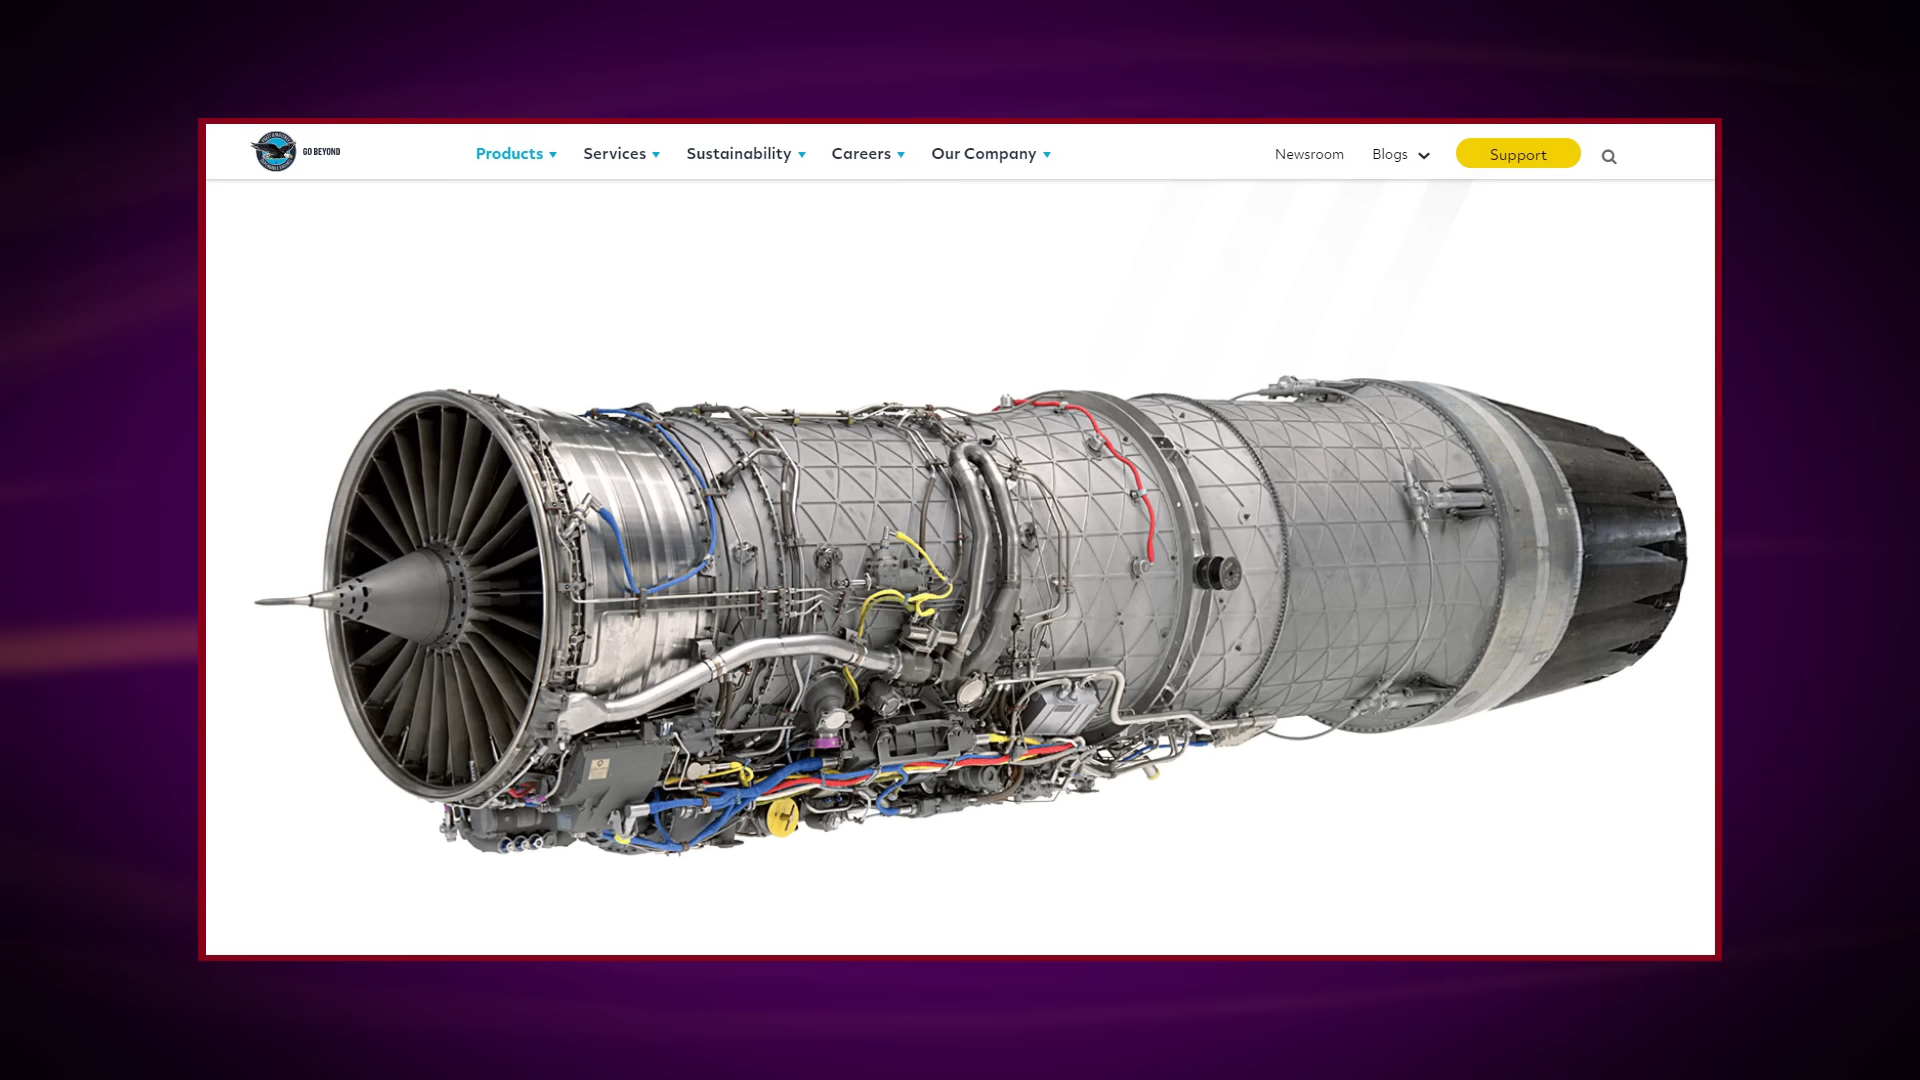 GO BEYOND
Products
Services
Sustainability
Careers
Our Company
Newsroom
Blogs
Support